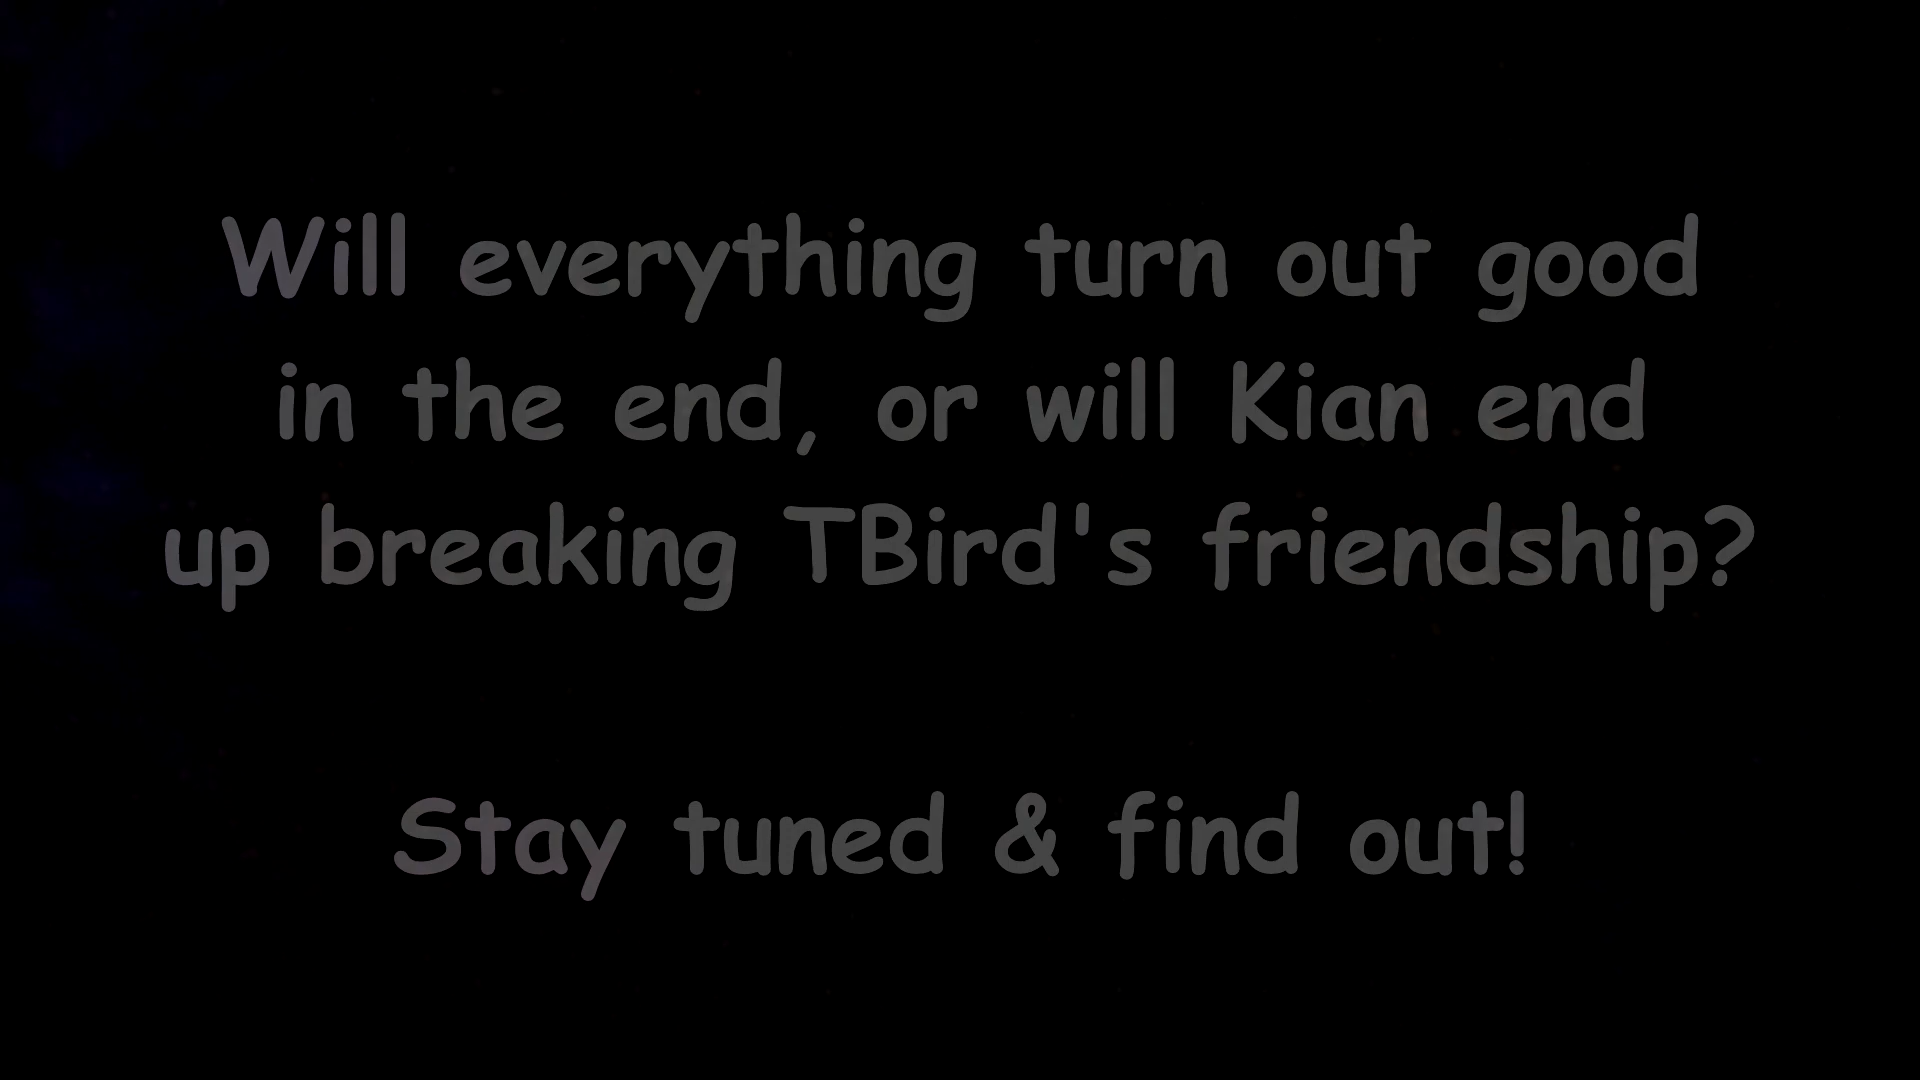 Will everything turn out good
in the end, or will Kian end
up breaking TBird's friendship?
Stay tuned & find out!